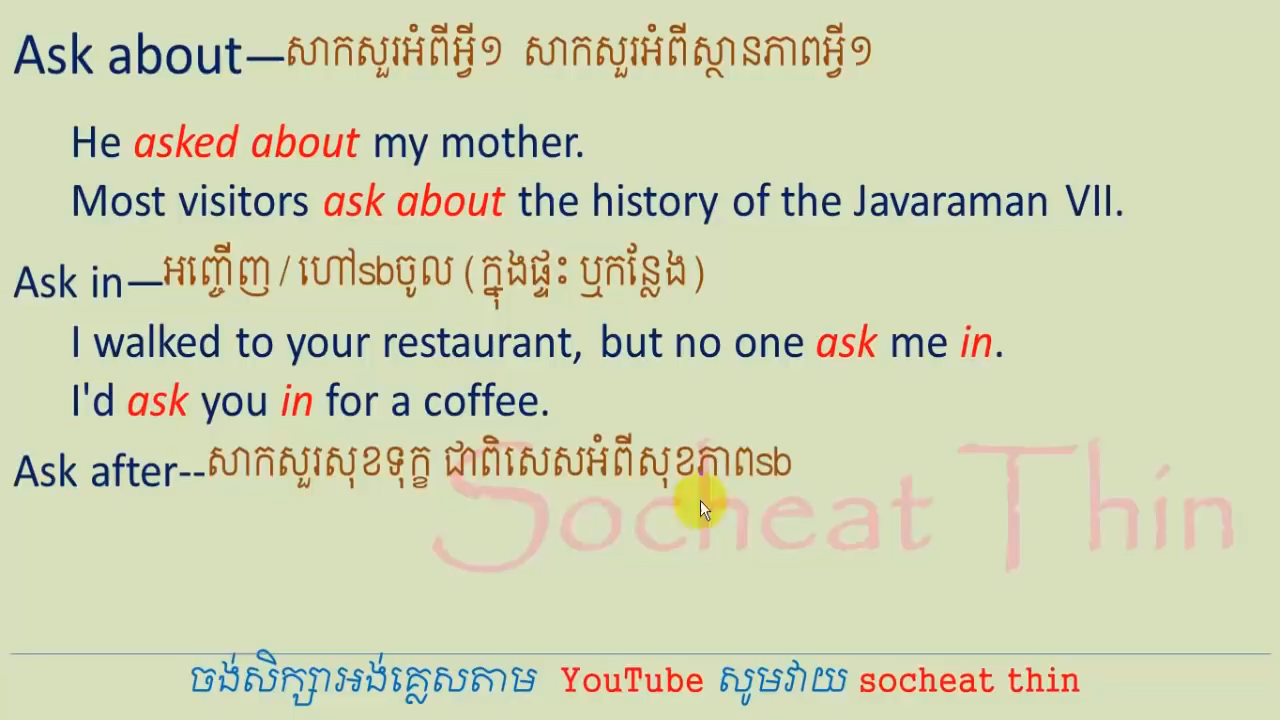 Ask about—សាកសួរអំពីអ្វី១ សាកសួរអំពីស្ថានភាពអ្វី១
He asked about my mother.
Most visitors ask about the history of the Javaraman VII.
Ask in—អញ្ចើញ / ហៅsbចូល (ក្នុងផ្ទះ ឬកន្លែង)
I walked to your restaurant, but no one ask me in.
I'd ask you in for a coffee.
Ask after--សាកសួរសុខទុក្ខ ជាពិសេសអំពីសុខភាពsb
Socheat Thin
ចង់សិក្សាអង់គ្លេសតាម YouTube សូមវាយ socheat thin